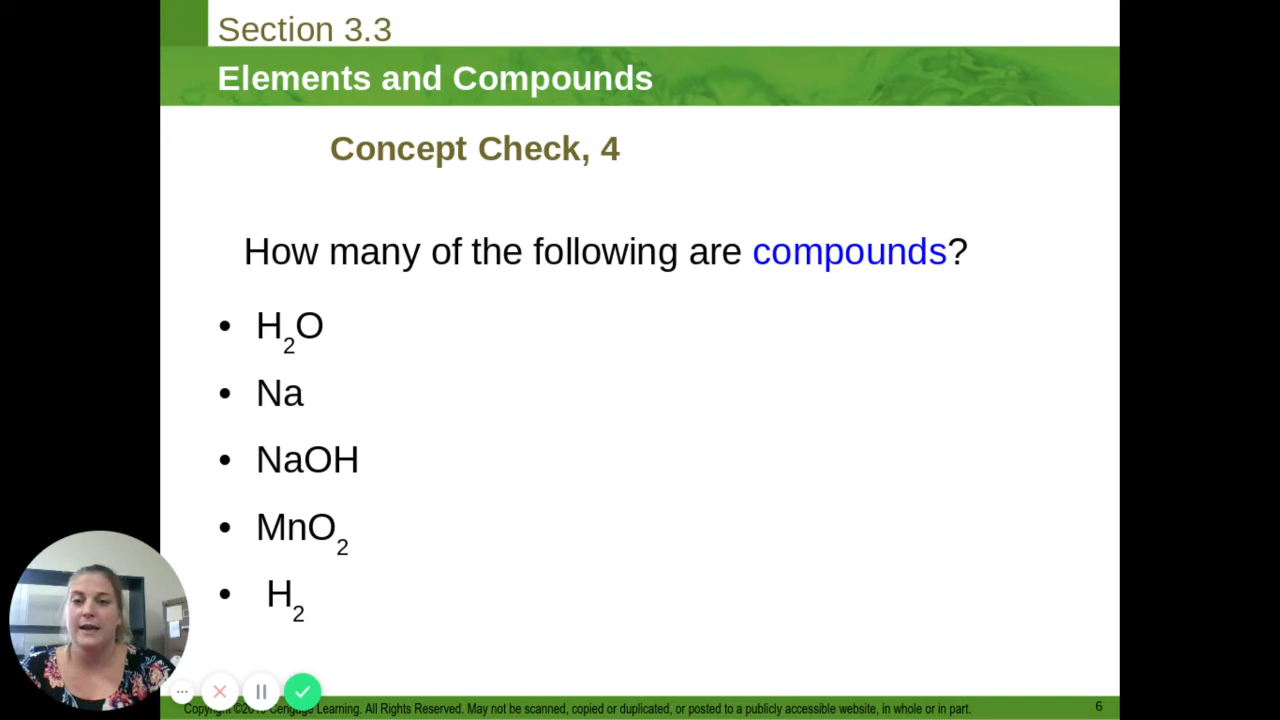 Section 3.3
Elements and Compounds
Concept Check, 4
How many of the following are compounds?
• H₂O
• Na
• NaOH
• MnO₂
• H₂
Cengage Learning. All Rights Reserved. May not be scanned, copied or duplicated, or posted to a publicly accessible website, in whole or in part.
6